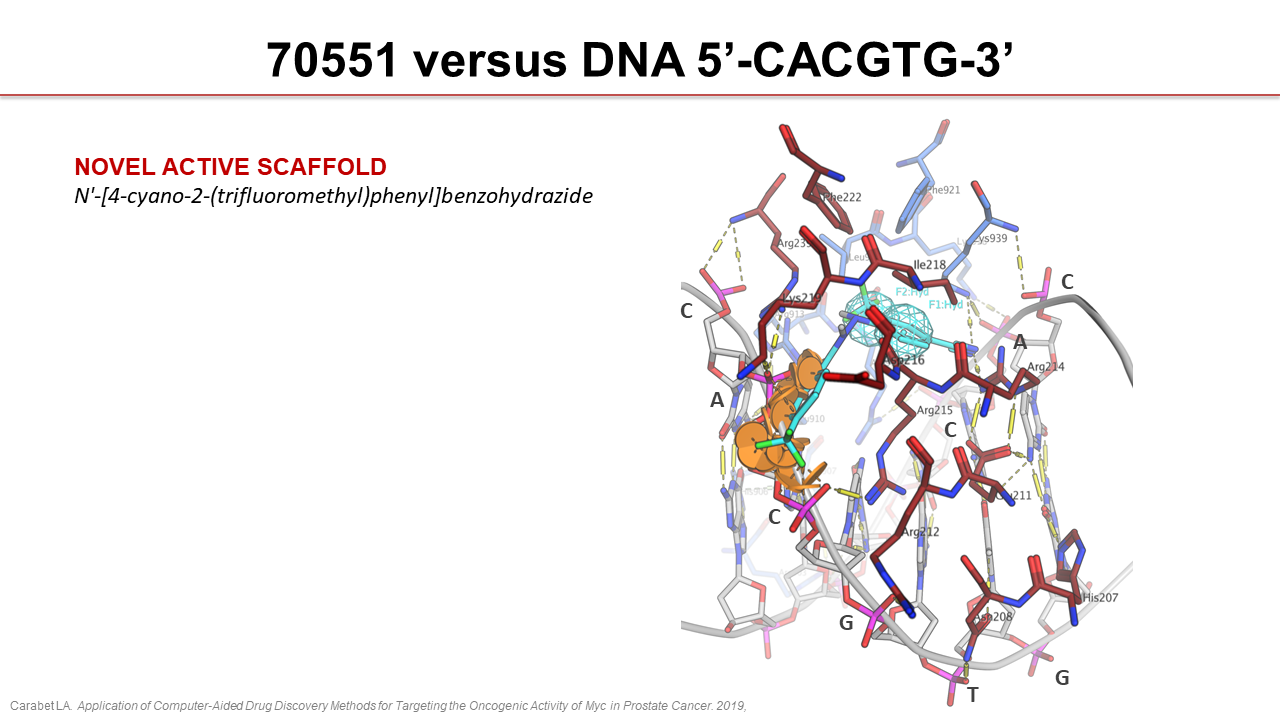 70551 versus DNA 5’-CACGTG-3’
NOVEL ACTIVE SCAFFOLD
N'-[4-cyano-2-(trifluoromethyl)phenyl]benzohydrazide
Phe222
Phe921
Arg239
Lys939
Ile218
F2:Hyd
F1:Hyd
Lys219
C
C
A
Asp216
Arg214
A
Arg215
C
C
Glu211
Arg212
His207
Asn208
G
G
T
Carabet LA. Application of Computer-Aided Drug Discovery Methods for Targeting the Oncogenic Activity of Myc in Prostate Cancer. 2019,